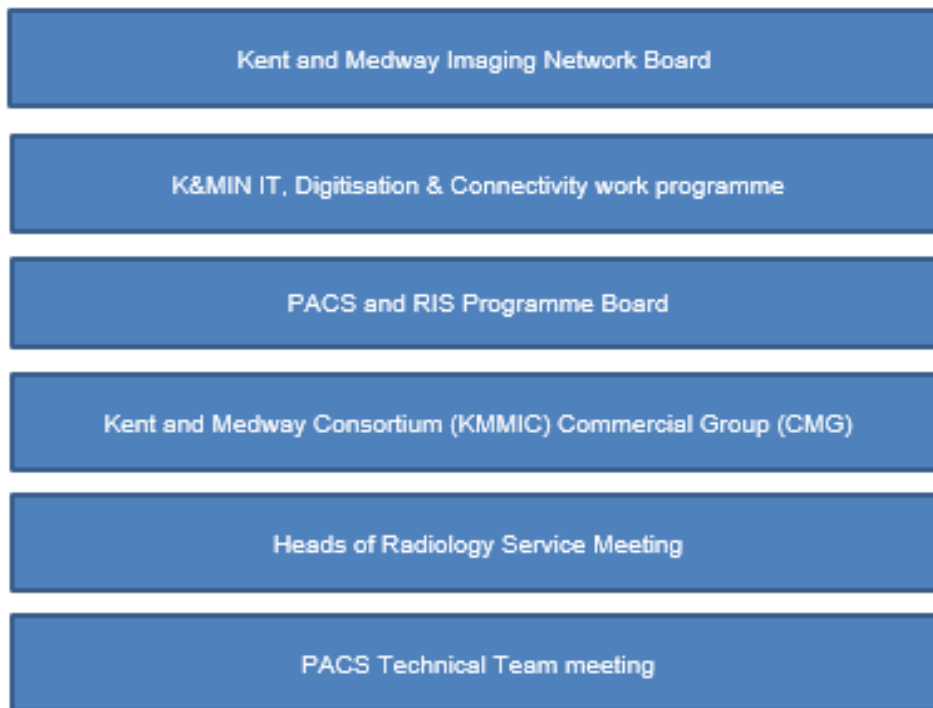 Kent and Medway Imaging Network Board
K&MIN IT, Digitisation & Connectivity work programme
PACS and RIS Programme Board
Kent and Medway Consortium (KMMIC) Commercial Group (CMG)
Heads of Radiology Service Meeting
PACS Technical Team meeting